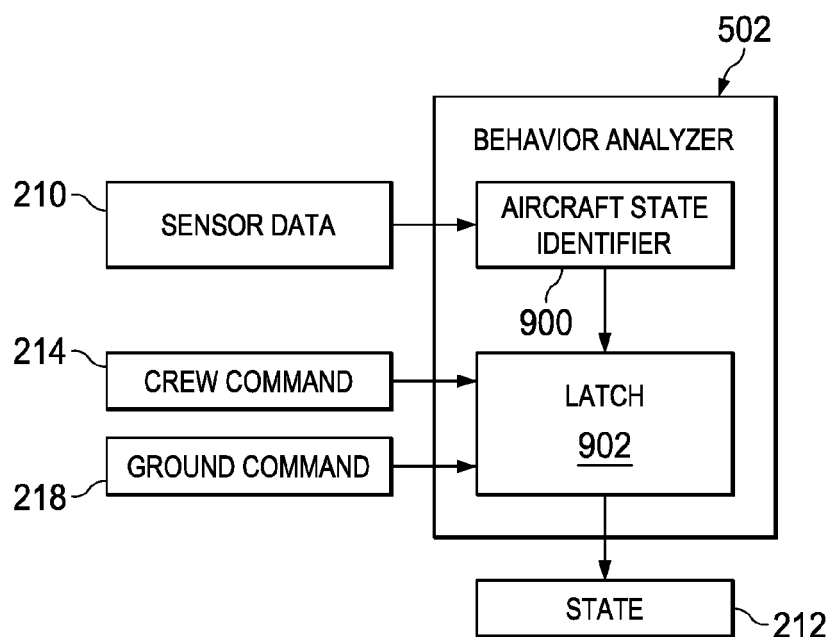 502
BEHAVIOR ANALYZER
210
SENSOR DATA
AIRCRAFT STATE
IDENTIFIER
900
214
CREW COMMAND
LATCH
902
GROUND COMMAND
218
STATE
212